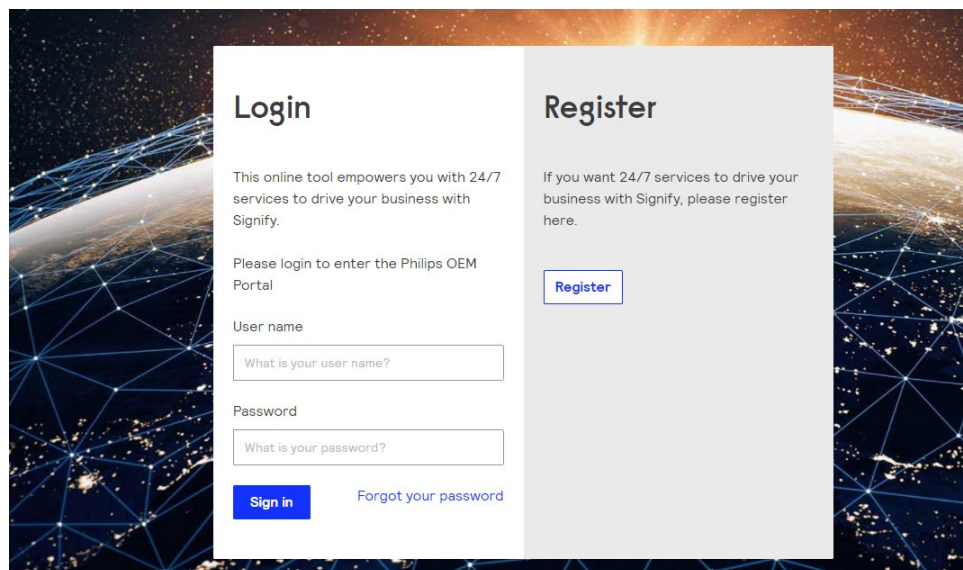 Login
This online tool empowers you with 24/7
services to drive your business with
Signify.
Please login to enter the Philips OEM
Portal
User name
What is your user name?
Password
What is your password?
Sign in
Forgot your password
Register
If you want 24/7 services to drive your
business with Signify, please register
here.
Register